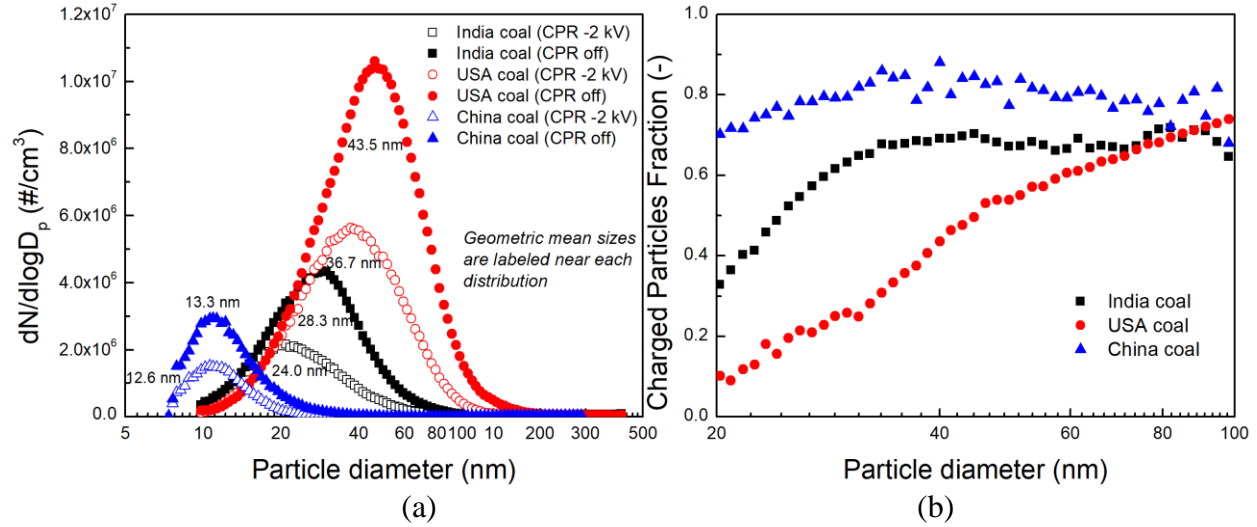 1.2x10⁷
1.0x10⁷
8.0x10⁶
6.0x10⁶
4.0x10⁶
2.0x10⁶
0.0
dN/dlogDₚ (#/cm³)
India coal (CPR -2 kV)
India coal (CPR off)
USA coal (CPR -2 kV)
USA coal (CPR off)
China coal (CPR -2 kV)
China coal (CPR off)
43.5 nm
Geometric mean sizes
are labeled near each
distribution
36.7 nm
13.3 nm
28.3 nm
12.6 nm
24.0 nm
5 10 20 40 60 80 100 10 200 300 500
Particle diameter (nm)
(a)
1.0
0.8
0.6
0.4
0.2
0.0
Charged Particles Fraction (-)
India coal
USA coal
China coal
20 40 60 80 100
Particle diameter (nm)
(b)